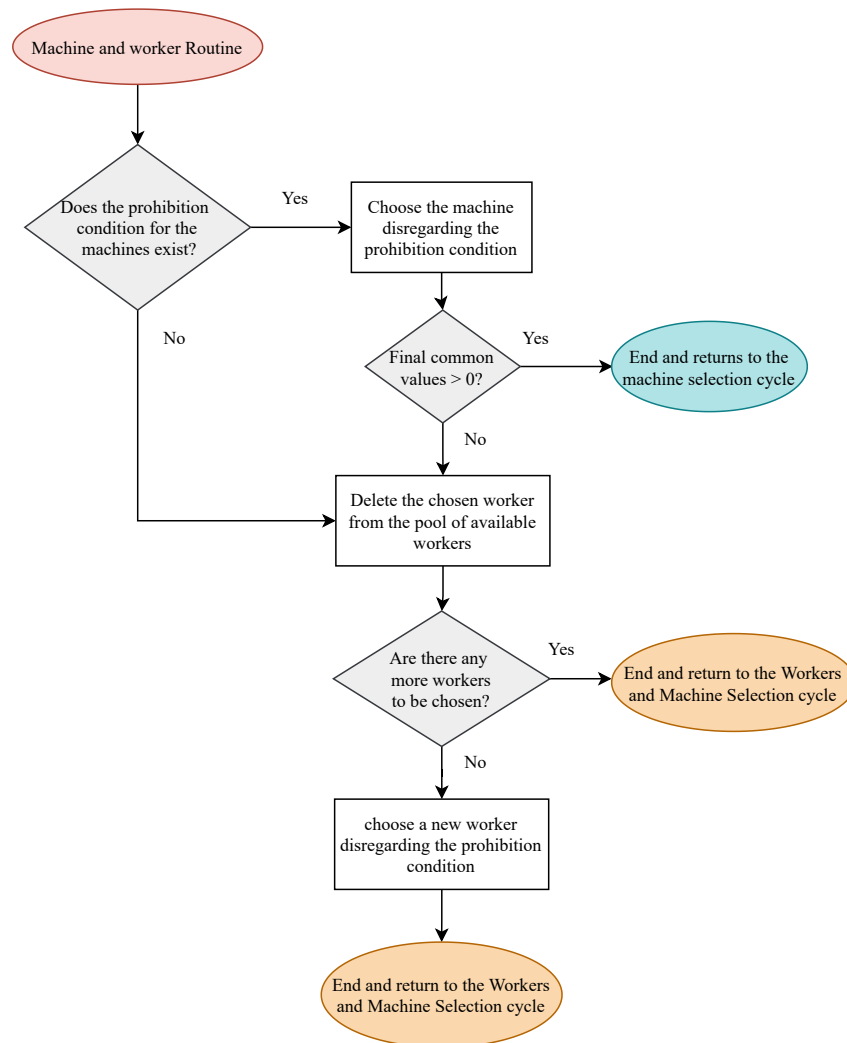 Machine and worker Routine
Does the prohibition
condition for the
machines exist?
Yes
Choose the machine
disregarding the
prohibition condition
No
Final common
values > 0?
Yes
End and returns to the
machine selection cycle
No
Delete the chosen worker
from the pool of available
workers
Are there any
more workers
to be chosen?
Yes
End and return to the Workers
and Machine Selection cycle
No
choose a new worker
disregarding the prohibition
condition
End and return to the Workers
and Machine Selection cycle